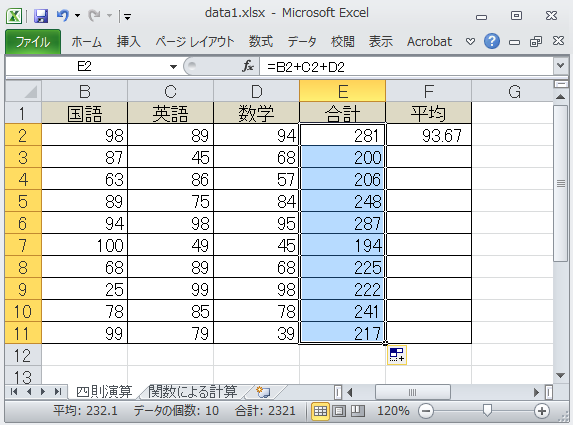 data1.xlsx - Microsoft Excel
ファイル ホーム 挿入 ページ レイアウト 数式 データ 校閲 表示 Acrobat
E2 fx =B2+C2+D2
B C D E F G
1 国語 英語 数学 合計 平均
2 98 89 94 281 93.67
3 87 45 68 200
4 63 86 57 206
5 89 75 84 248
6 94 98 95 287
7 100 49 45 194
8 68 89 68 225
9 25 99 98 222
10 78 85 78 241
11 99 79 39 217
12
13
四則演算 関数による計算
平均: 232.1 データの個数: 10 合計: 2321 120%